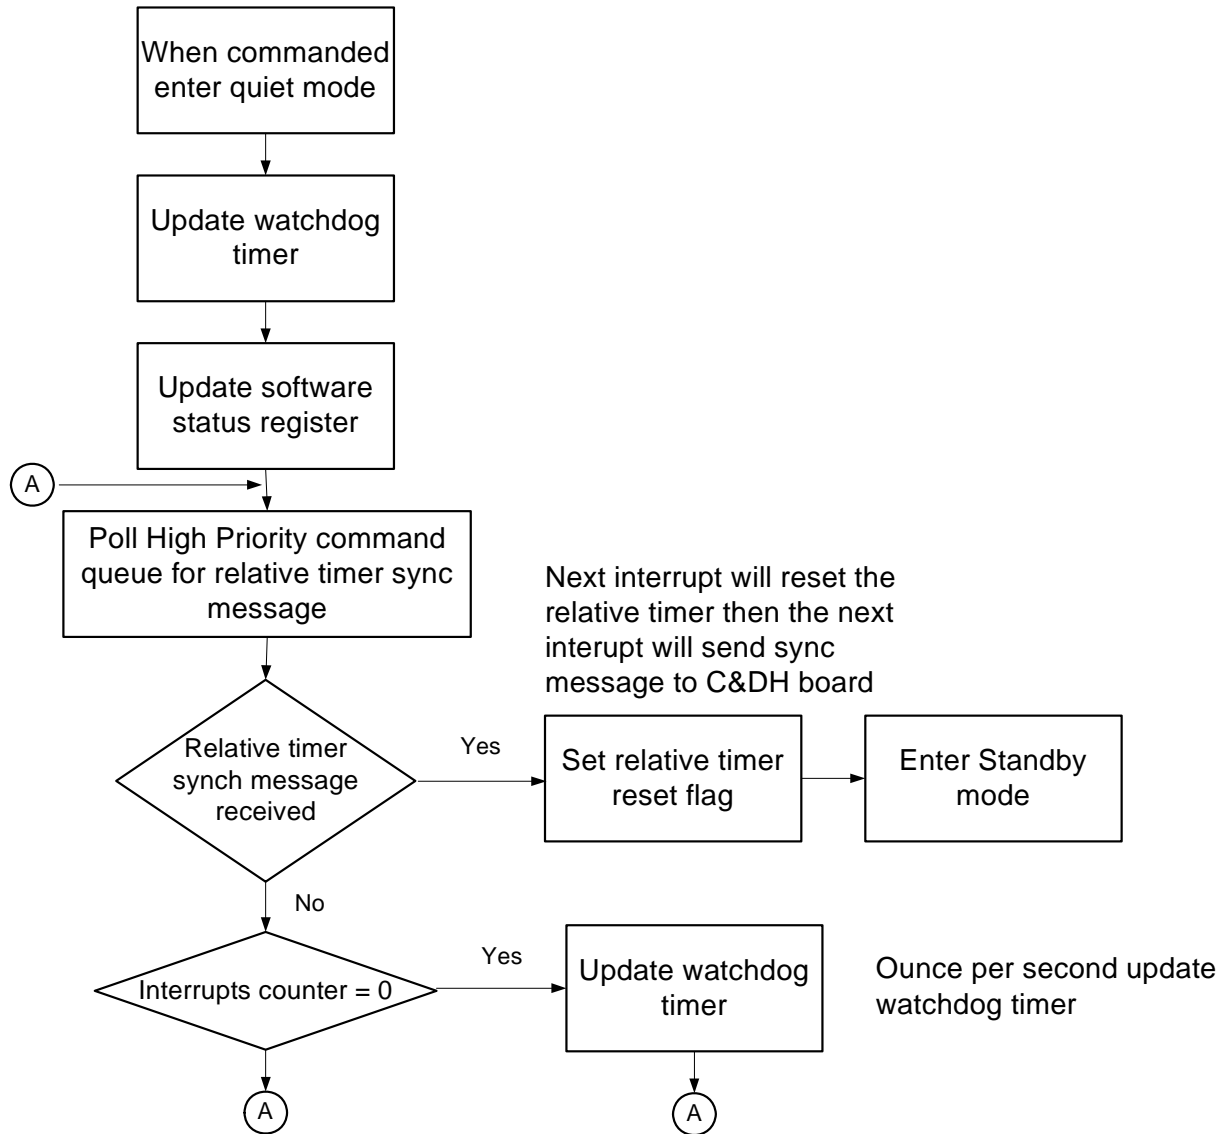 When commanded
enter quiet mode
Update watchdog
timer
Update software
status register
A
Poll High Priority command
queue for relative timer sync
message
Next interrupt will reset the
relative timer then the next
interupt will send sync
message to C&DH board
Relative timer
synch message
received
Yes
Set relative timer
reset flag
Enter Standby
mode
No
Interrupts counter = 0
Yes
Update watchdog
timer
Ounce per second update
watchdog timer
A
A